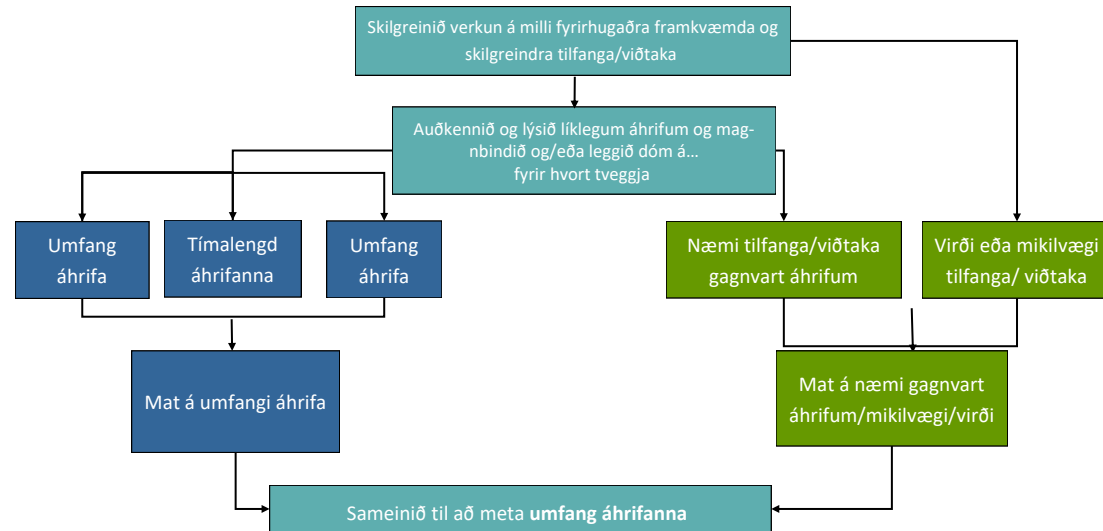 Skilgreinið verkun á milli fyrirhugaðra framkvæmda og
skilgreindra tilfanga/viðtaka
Auðkennið og lýsið líklegum áhrifum og mag-
nbindið og/eða leggið dóm á…
fyrir hvort tveggja
Umfang
áhrifa
Tímalengd
áhrifanna
Umfang
áhrifa
Næmi tilfanga/viðtaka
gagnvart áhrifum
Virði eða mikilvægi
tilfanga/ viðtaka
Mat á umfangi áhrifa
Mat á næmi gagnvart
áhrifum/mikilvægi/virði
Sameinið til að meta umfang áhrifanna